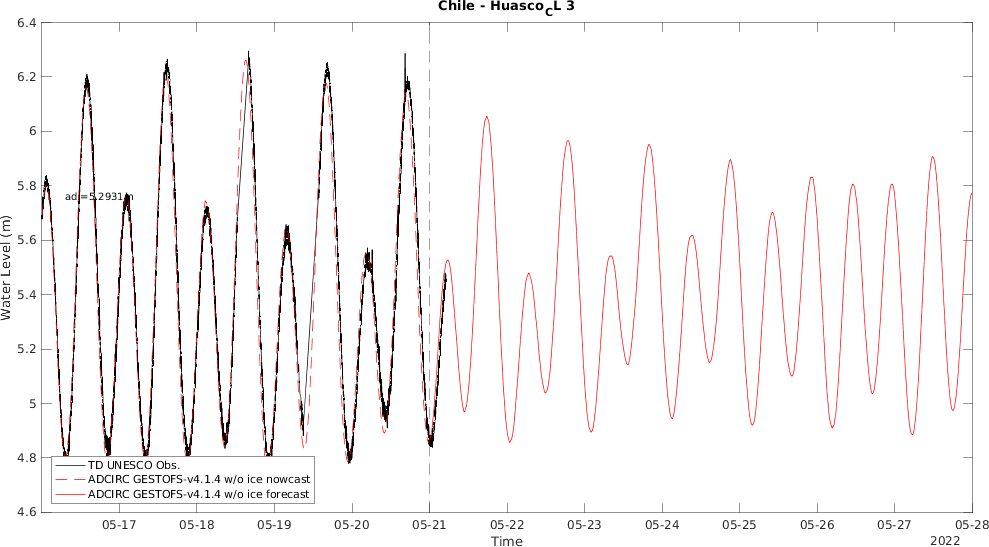 Chile - Huasco_CL 3
6.4
6.2
6
5.8
5.6
5.4
5.2
5
4.8
4.6
Water Level (m)
adj=5.2931m
TD UNESCO Obs.
ADCIRC GESTOFS-v4.1.4 w/o ice nowcast
ADCIRC GESTOFS-v4.1.4 w/o ice forecast
05-17 05-18 05-19 05-20 05-21 05-22 05-23 05-24 05-25 05-26 05-27 05-28
Time
2022